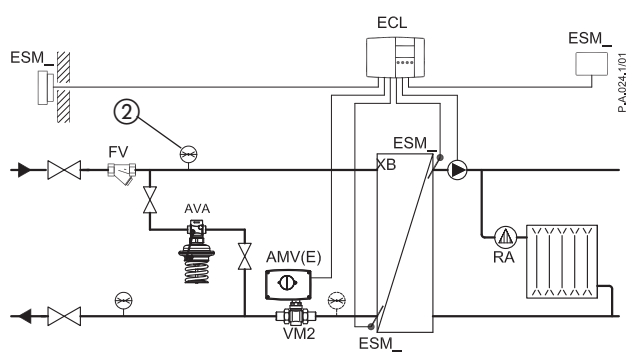 ECL
ESM_
ESM_
P.A.024.1/01
2
FV
ESM_
XB
AVA
AMV(E)
RA
VM2
ESM_